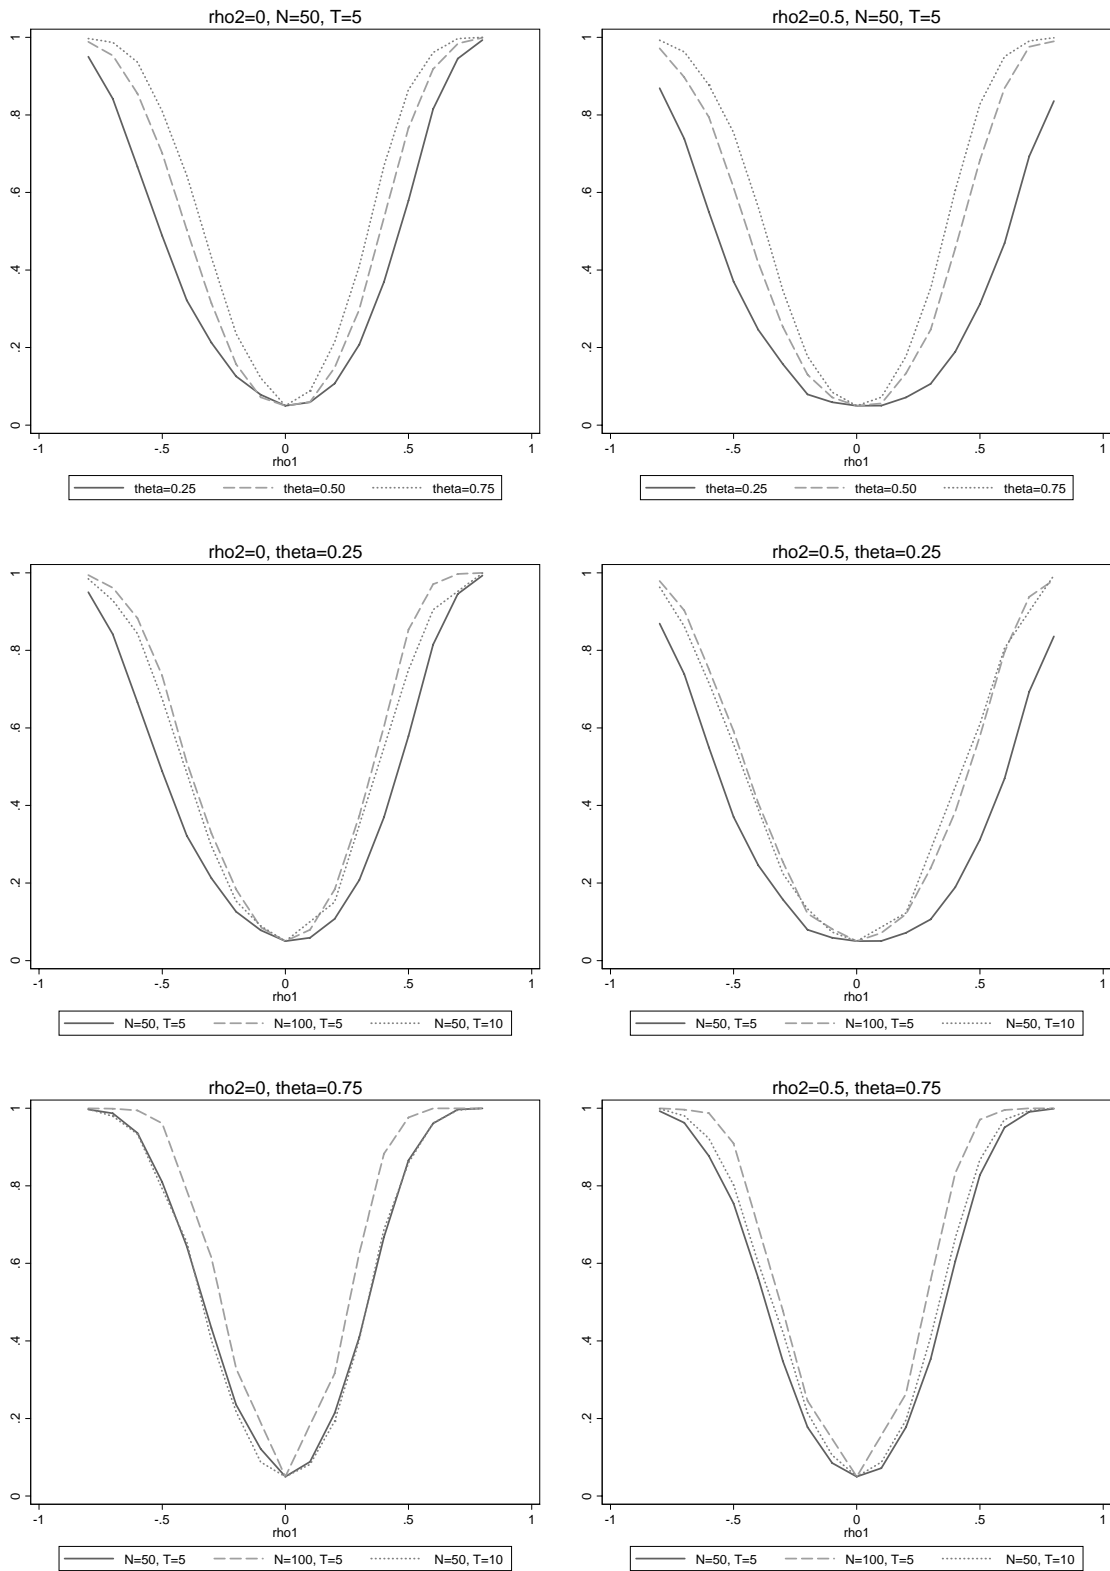 rho2=0, N=50, T=5
1
.8
.6
.4
.2
0
-1 -.5 0 .5 1
rho1
theta=0.25 theta=0.50 theta=0.75
rho2=0.5, N=50, T=5
1
.8
.6
.4
.2
0
-1 -.5 0 .5 1
rho1
theta=0.25 theta=0.50 theta=0.75
rho2=0, theta=0.25
1
.8
.6
.4
.2
0
-1 -.5 0 .5 1
rho1
N=50, T=5 N=100, T=5 N=50, T=10
rho2=0.5, theta=0.25
1
.8
.6
.4
.2
0
-1 -.5 0 .5 1
rho1
N=50, T=5 N=100, T=5 N=50, T=10
rho2=0, theta=0.75
1
.8
.6
.4
.2
0
-1 -.5 0 .5 1
rho1
N=50, T=5 N=100, T=5 N=50, T=10
rho2=0.5, theta=0.75
1
.8
.6
.4
.2
0
-1 -.5 0 .5 1
rho1
N=50, T=5 N=100, T=5 N=50, T=10